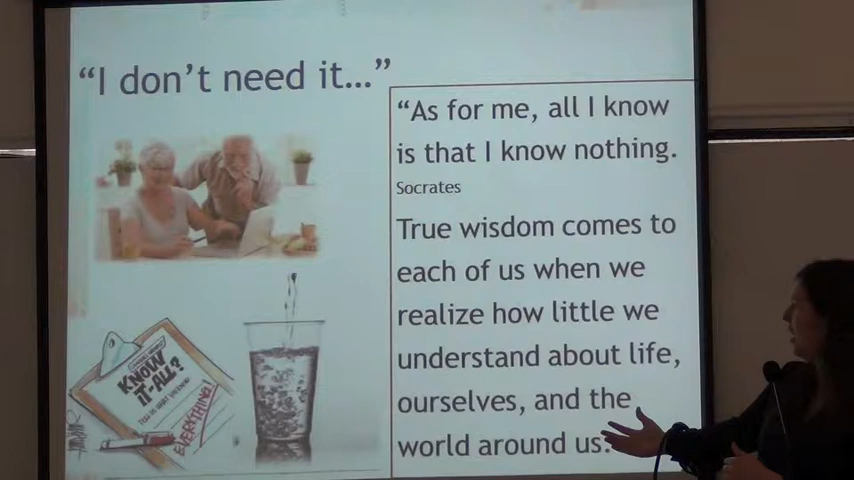 “I don’t need it...”
“As for me, all I know
is that I know nothing.
Socrates
True wisdom comes to
each of us when we
realize how little we
understand about life,
ourselves, and the
world around us.
KNOW
IT-ALL?
EVERYTHING!